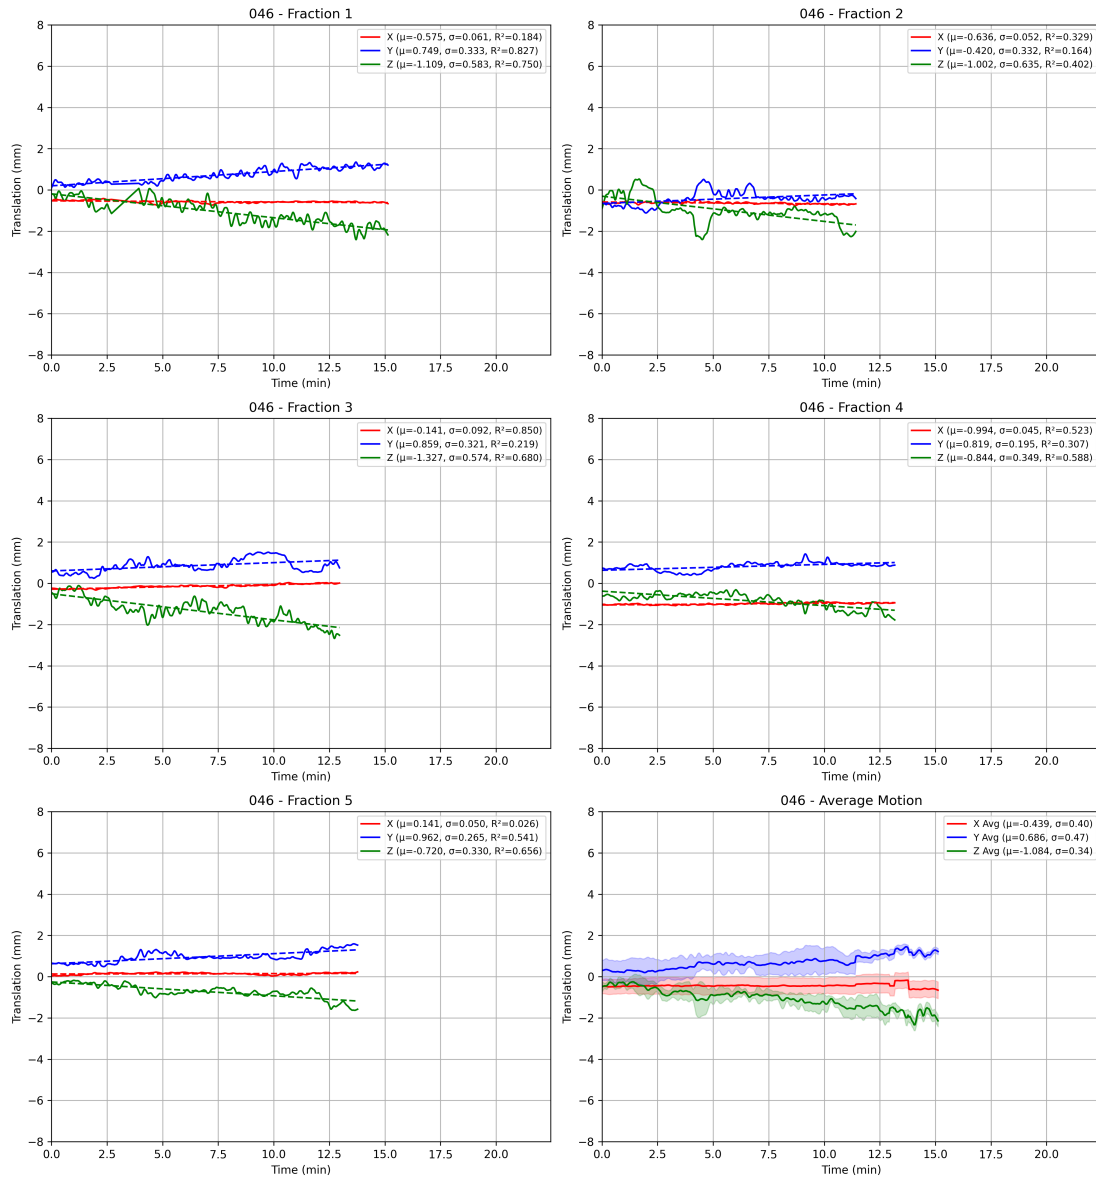 046 - Fraction 1
X (μ=-0.575, σ=0.061, R²=0.184)
Y (μ=0.749, σ=0.333, R²=0.827)
Z (μ=-1.109, σ=0.583, R²=0.750)
Translation (mm)
8
6
4
2
0
−2
−4
−6
−8
0.0 2.5 5.0 7.5 10.0 12.5 15.0 17.5 20.0
Time (min)
046 - Fraction 2
X (μ=-0.636, σ=0.052, R²=0.329)
Y (μ=-0.420, σ=0.332, R²=0.164)
Z (μ=-1.002, σ=0.635, R²=0.402)
Translation (mm)
8
6
4
2
0
−2
−4
−6
−8
0.0 2.5 5.0 7.5 10.0 12.5 15.0 17.5 20.0
Time (min)
046 - Fraction 3
X (μ=-0.141, σ=0.092, R²=0.850)
Y (μ=0.859, σ=0.321, R²=0.219)
Z (μ=-1.327, σ=0.574, R²=0.680)
Translation (mm)
8
6
4
2
0
−2
−4
−6
−8
0.0 2.5 5.0 7.5 10.0 12.5 15.0 17.5 20.0
Time (min)
046 - Fraction 4
X (μ=-0.994, σ=0.045, R²=0.523)
Y (μ=0.819, σ=0.195, R²=0.307)
Z (μ=-0.844, σ=0.349, R²=0.588)
Translation (mm)
8
6
4
2
0
−2
−4
−6
−8
0.0 2.5 5.0 7.5 10.0 12.5 15.0 17.5 20.0
Time (min)
046 - Fraction 5
X (μ=0.141, σ=0.050, R²=0.026)
Y (μ=0.962, σ=0.265, R²=0.541)
Z (μ=-0.720, σ=0.330, R²=0.656)
Translation (mm)
8
6
4
2
0
−2
−4
−6
−8
0.0 2.5 5.0 7.5 10.0 12.5 15.0 17.5 20.0
Time (min)
046 - Average Motion
X Avg (μ=-0.439, σ=0.40)
Y Avg (μ=0.686, σ=0.47)
Z Avg (μ=-1.084, σ=0.34)
Translation (mm)
8
6
4
2
0
−2
−4
−6
−8
0.0 2.5 5.0 7.5 10.0 12.5 15.0 17.5 20.0
Time (min)